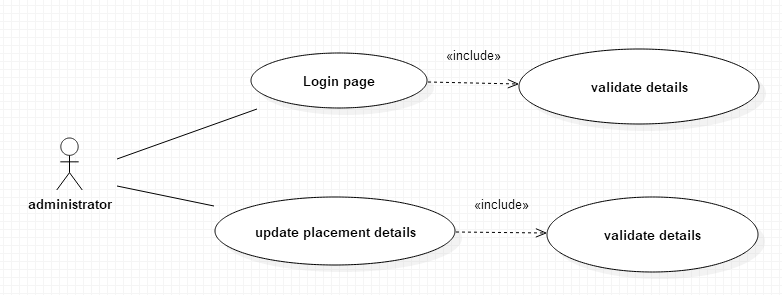 «include»
Login page
validate details
administrator
«include»
update placement details
validate details